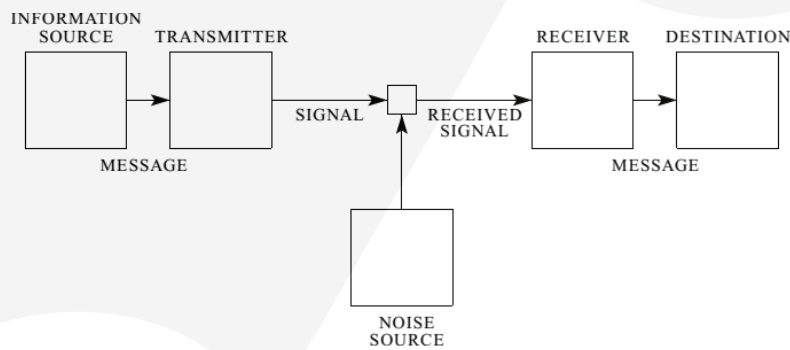 INFORMATION
SOURCE
TRANSMITTER
RECEIVER
DESTINATION
SIGNAL
RECEIVED
SIGNAL
MESSAGE
MESSAGE
NOISE
SOURCE